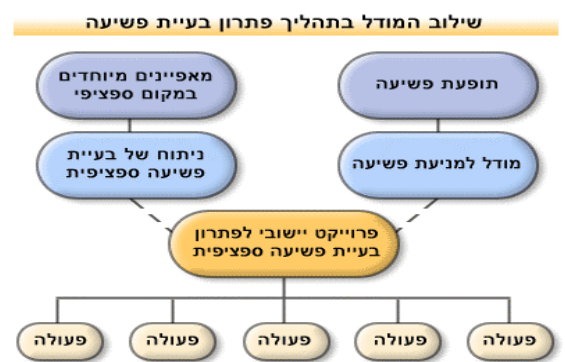 שילוב המודל בתהליך פתרון בעיית פשיעה
תופעת פשיעה
מאפיינים מיוחדים
במקום ספציפי
מודל למניעת פשיעה
ניתוח של בעיית
פשיעה ספציפית
פרוייקט יישובי לפתרון
בעיית פשיעה ספציפית
פעולה
פעולה
פעולה
פעולה
פעולה